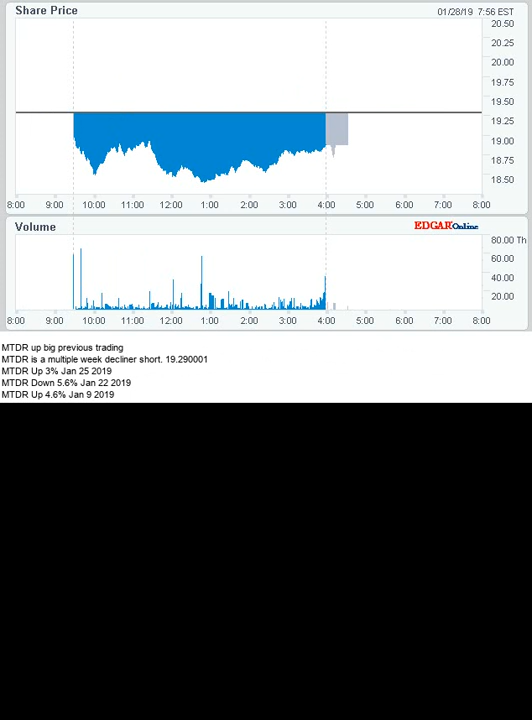 Share Price
01/28/19 7:56 EST
20.50
20.25
20.00
19.75
19.50
19.25
19.00
18.75
18.50
8:00 10:00 11:00 12:00 1:00 2:00 3:00 4:00 5:00 6:00 7:00 8:00
Volume
EDGAR Online
80.00 Th
60.00
40.00
20.00
8:00 10:00 11:00 12:00 1:00 2:00 3:00 4:00 5:00 6:00 7:00 8:00
MTDR up big previous trading
MTDR is a multiple week decliner short. 19.290001
MTDR Up 3% Jan 25 2019
MTDR Down 5.6% Jan 22 2019
MTDR Up 4.6% Jan 9 2019